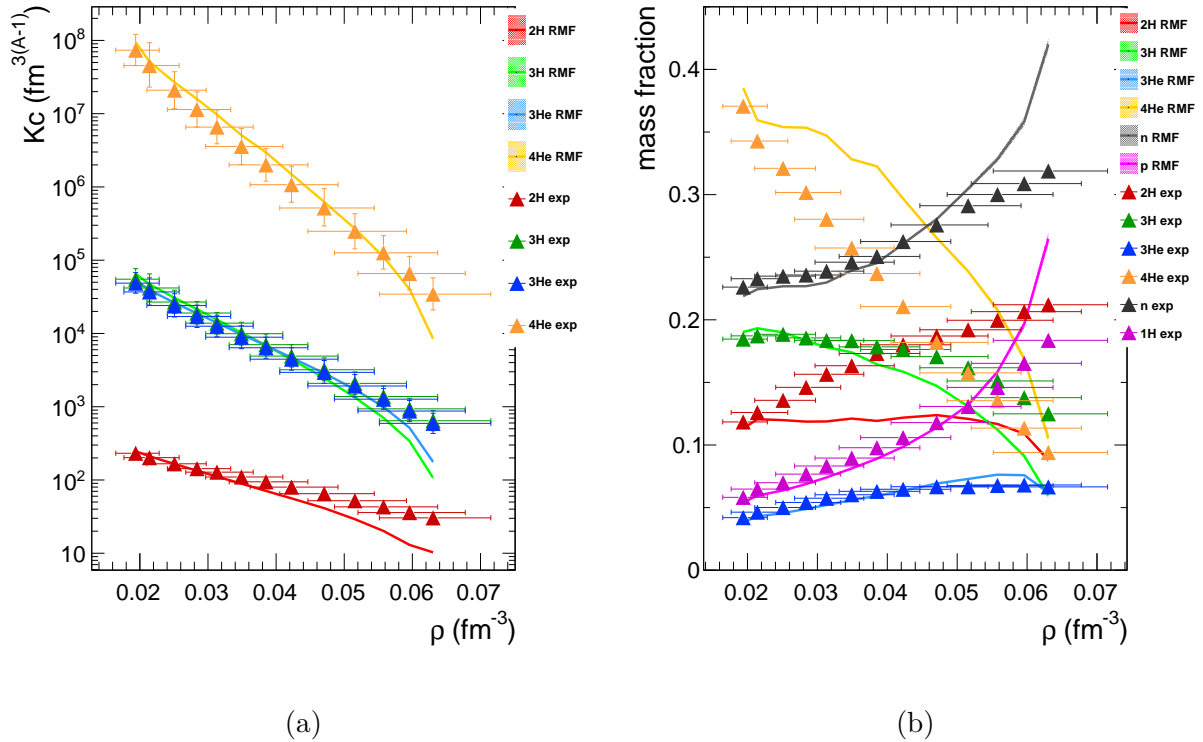 Kc (fm^3(A-1))
10^8
10^7
10^6
10^5
10^4
10^3
10^2
10
0.02 0.03 0.04 0.05 0.06 0.07
ρ (fm^-3)
2H RMF
3H RMF
3He RMF
4He RMF
2H exp
3H exp
3He exp
4He exp
(a)
mass fraction
0.4
0.3
0.2
0.1
0
0.02 0.03 0.04 0.05 0.06 0.07
ρ (fm^-3)
2H RMF
3H RMF
3He RMF
4He RMF
n RMF
p RMF
2H exp
3H exp
3He exp
4He exp
n exp
1H exp
(b)